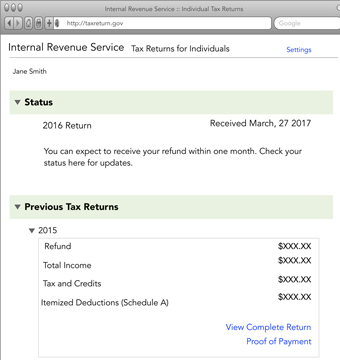 Internal Revenue Service :: Individual Tax Returns
http://taxreturn.gov
Google
Internal Revenue Service Tax Returns for Individuals Settings
Jane Smith
Status
2016 Return Received March, 27 2017
You can expect to receive your refund within one month. Check your
status here for updates.
Previous Tax Returns
2015
Refund $XXX.XX
Total Income $XXX.XX
Tax and Credits $XXX.XX
Itemized Deductions (Schedule A) $XXX.XX
View Complete Return
Proof of Payment